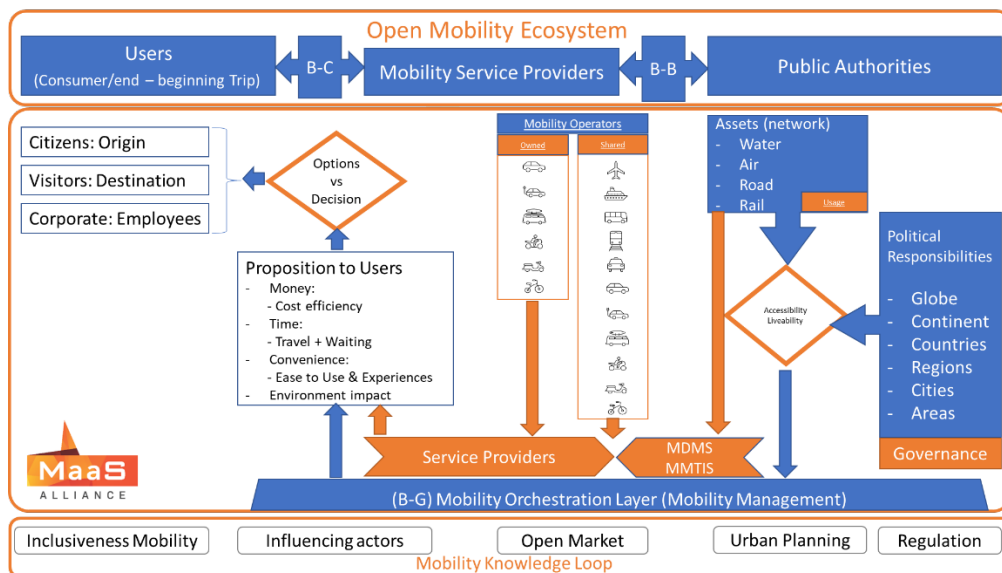 Open Mobility Ecosystem
Users
(Consumer/end – beginning Trip)
B-C
Mobility Service Providers
B-B
Public Authorities
Citizens: Origin
Visitors: Destination
Corporate: Employees
Options
vs
Decision
Proposition to Users
- Money:
- Cost efficiency
- Time:
- Travel + Waiting
- Convenience:
- Ease to Use & Experiences
- Environment impact
Mobility Operators
Owned
Shared
Assets (network)
- Water
- Air
- Road
- Rail
Usage
Accessibility
Liveability
Political
Responsibilities
- Globe
- Continent
- Countries
- Regions
- Cities
- Areas
Governance
Service Providers
MDMS
MMTIS
MaaS
ALLIANCE
(B-G) Mobility Orchestration Layer (Mobility Management)
Inclusiveness Mobility
Influencing actors
Open Market
Urban Planning
Regulation
Mobility Knowledge Loop